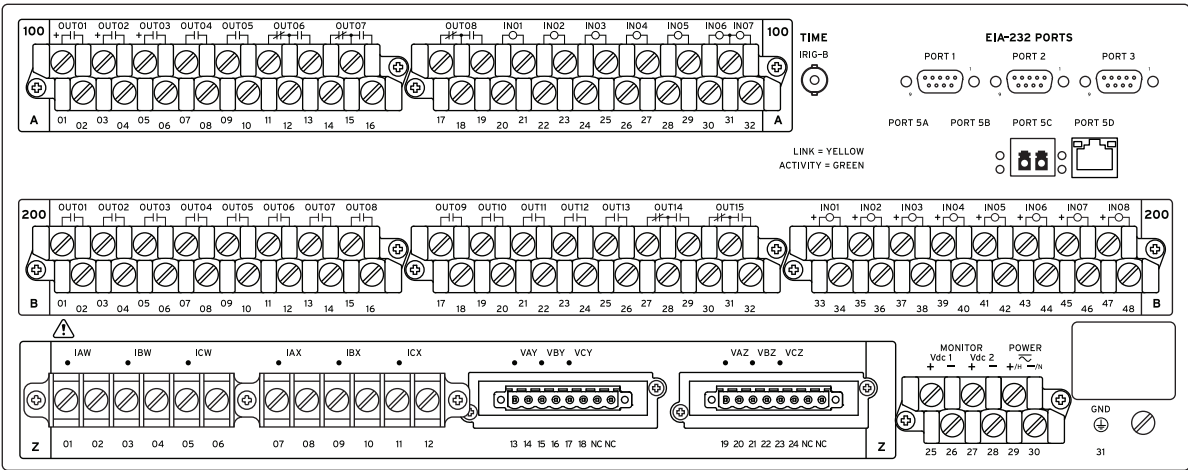 OUT01 OUT02 OUT03 OUT04 OUT05 OUT06 OUT07 OUT08 IN01 IN02 IN03 IN04 IN05 IN06 IN07
100 + + + 100
01 02 03 04 05 06 07 08 09 10 11 12 13 14 15 16 17 18 19 20 21 22 23 24 25 26 27 28 29 30 31 32
A A
TIME
IRIG-B
EIA-232 PORTS
PORT 1 PORT 2 PORT 3
1 1 1
9 9 9
PORT 5A PORT 5B PORT 5C PORT 5D
LINK = YELLOW
ACTIVITY = GREEN
OUT01 OUT02 OUT03 OUT04 OUT05 OUT06 OUT07 OUT08 OUT09 OUT10 OUT11 OUT12 OUT13 OUT14 OUT15 IN01 IN02 IN03 IN04 IN05 IN06 IN07 IN08
200 + + + + + + + + 200
01 02 03 04 05 06 07 08 09 10 11 12 13 14 15 16 17 18 19 20 21 22 23 24 25 26 27 28 29 30 31 32 33 34 35 36 37 38 39 40 41 42 43 44 45 46 47 48
B B
IAW IBW ICW IAX IBX ICX VAY VBY VCY VAZ VBZ VCZ
01 02 03 04 05 06 07 08 09 10 11 12 13 14 15 16 17 18 NC NC 19 20 21 22 23 24 NC NC
Z Z
MONITOR POWER
Vdc 1 Vdc 2
+ − + − +/H −/N
25 26 27 28 29 30
GND
31